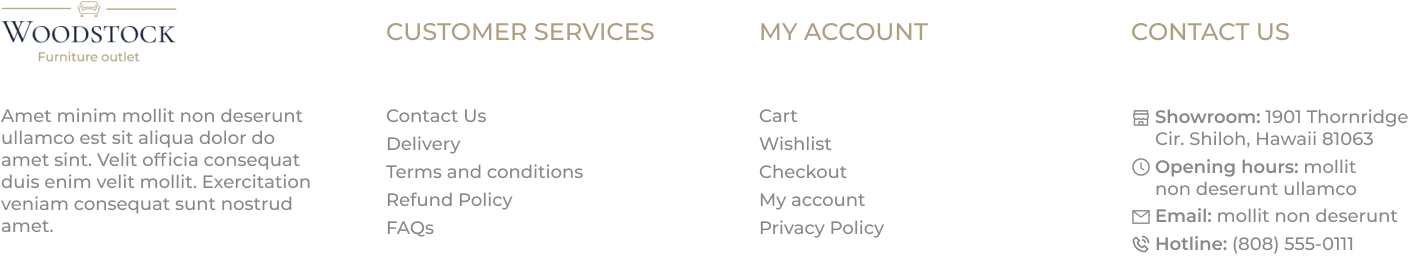 WOODSTOCK
Furniture outlet
Amet minim mollit non deserunt
ullamco est sit aliqua dolor do
amet sint. Velit officia consequat
duis enim velit mollit. Exercitation
veniam consequat sunt nostrud
amet.
CUSTOMER SERVICES
Contact Us
Delivery
Terms and conditions
Refund Policy
FAQs
MY ACCOUNT
Cart
Wishlist
Checkout
My account
Privacy Policy
CONTACT US
Showroom: 1901 Thornridge
Cir. Shiloh, Hawaii 81063
Opening hours: mollit
non deserunt ullamco
Email: mollit non deserunt
Hotline: (808) 555-0111